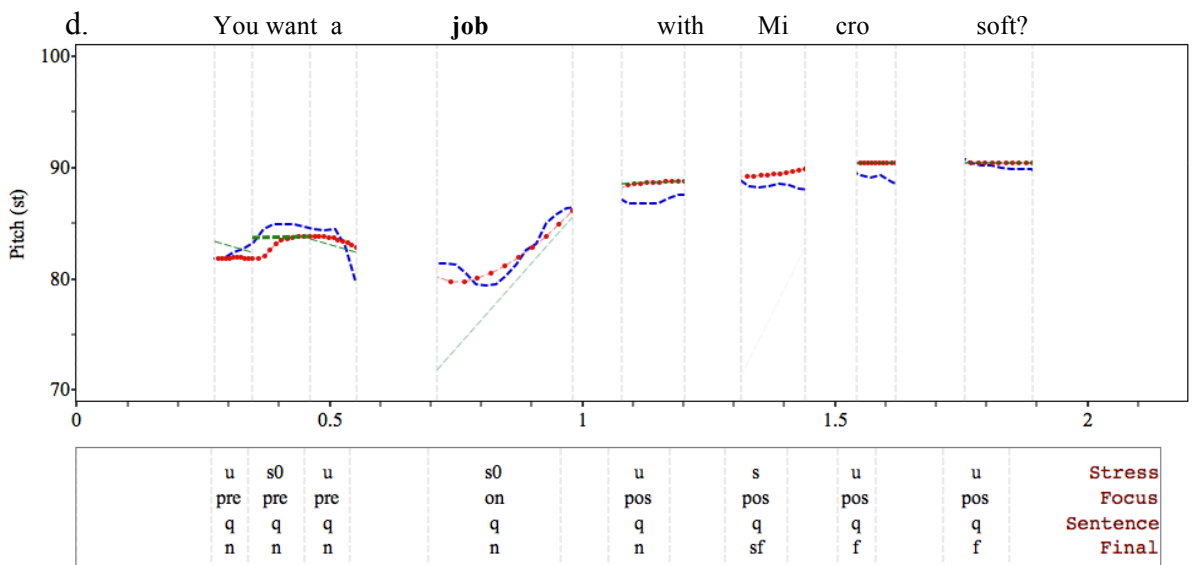 d. You want a job with Mi cro soft?
100
90
80
70
Pitch (st)
0 0.5 1 1.5 2
u s0 u s0 u s u u Stress
pre pre pre on pos pos pos pos Focus
q q q q q q q q Sentence
n n n n n sf f f Final